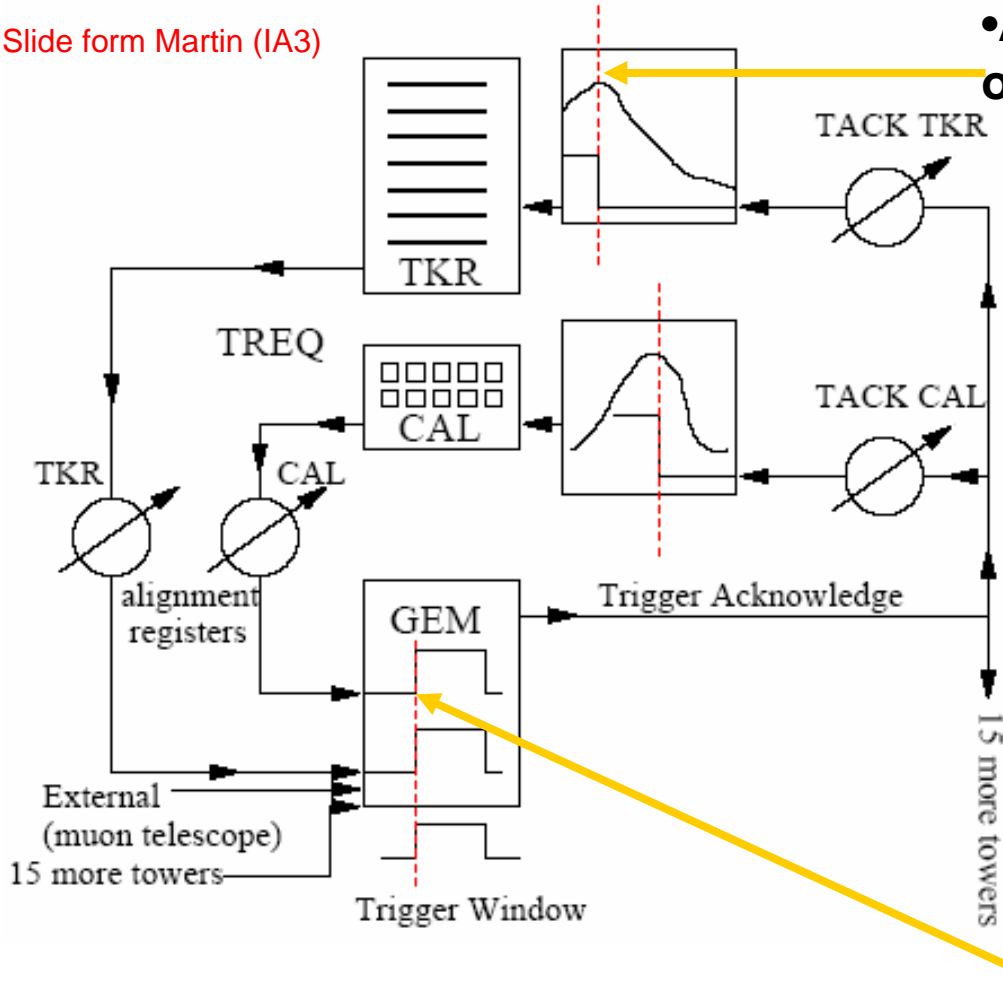 Slide form Martin (IA3)
TACK TKR
TKR
TREQ
CAL
TACK CAL
TKR
CAL
alignment
registers
GEM
Trigger Acknowledge
External
(muon telescope)
15 more towers
15 more towers
Trigger Window